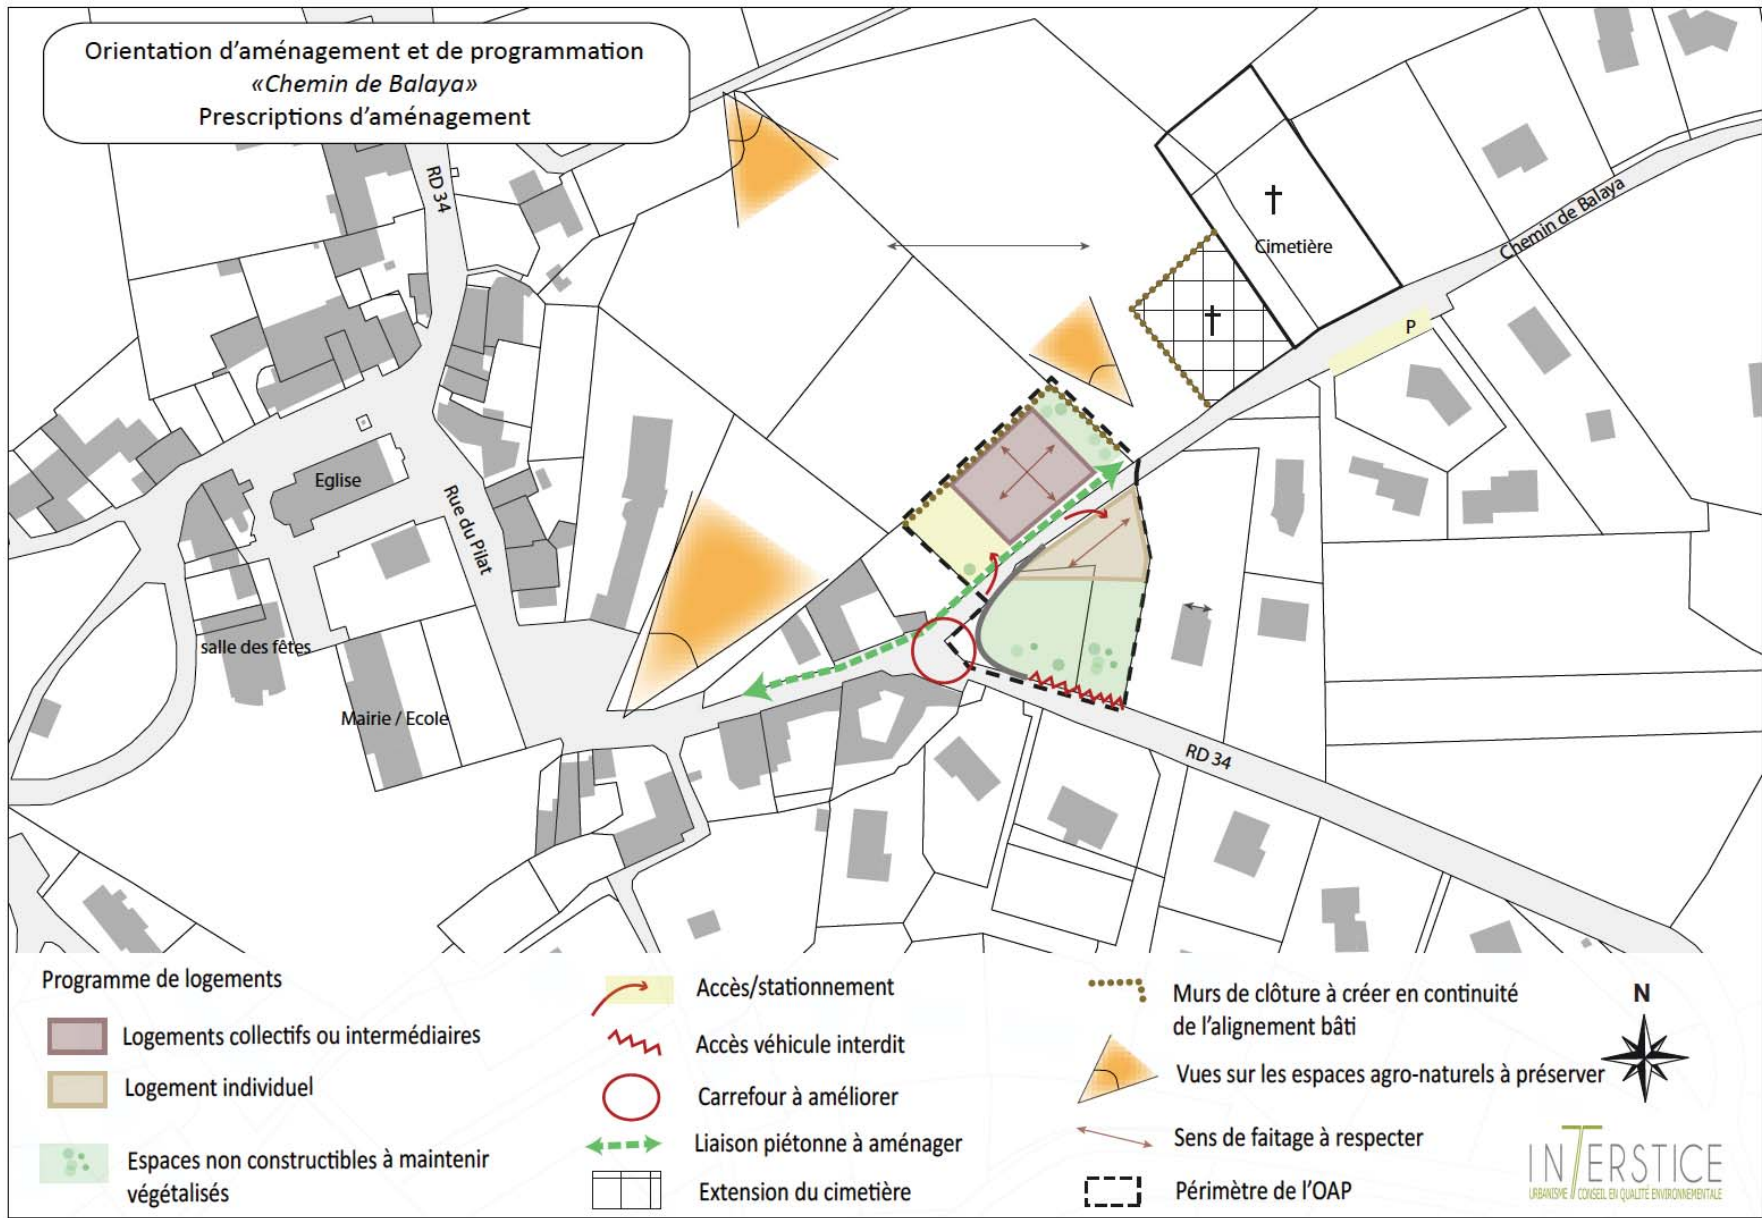 Orientation d'aménagement et de programmation
«Chemin de Balaya»
Prescriptions d'aménagement
RD 34
Chemin de Balaya
Cimetière
P
Eglise
Rue du Pilat
salle des fêtes
Mairie / Ecole
RD 34
Programme de logements
Logements collectifs ou intermédiaires
Logement individuel
Espaces non constructibles à maintenir
végétalisés
Accès/stationnement
Accès véhicule interdit
Carrefour à améliorer
Liaison piétonne à aménager
Extension du cimetière
Murs de clôture à créer en continuité
de l'alignement bâti
Vues sur les espaces agro-naturels à préserver
Sens de faitage à respecter
Périmètre de l'OAP
N
INTERSTICE
URBANISME / CONSEIL EN QUALITÉ ENVIRONNEMENTALE